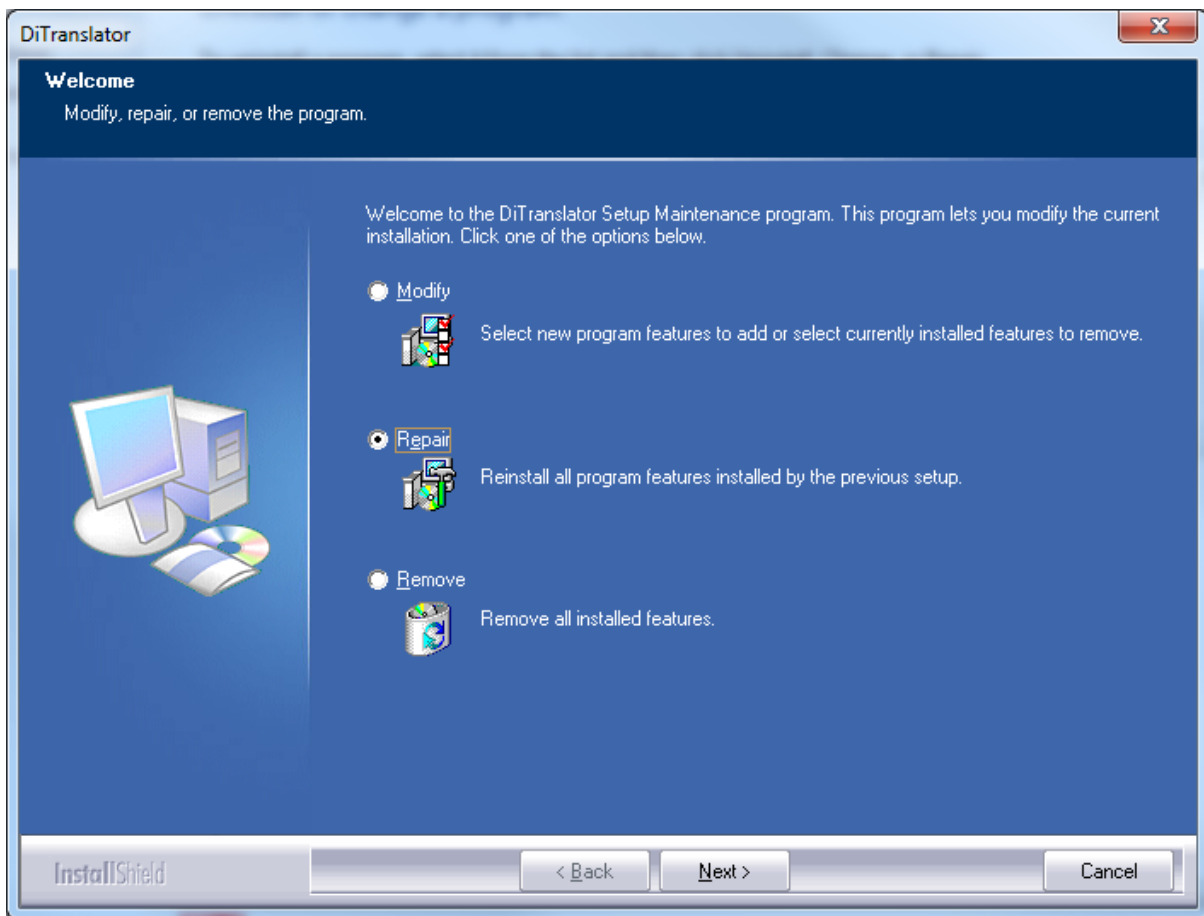 DiTranslator
Welcome
Modify, repair, or remove the program.
Welcome to the DiTranslator Setup Maintenance program. This program lets you modify the current
installation. Click one of the options below.
Modify
Select new program features to add or select currently installed features to remove.
Repair
Reinstall all program features installed by the previous setup.
Remove
Remove all installed features.
InstallShield
< Back
Next >
Cancel